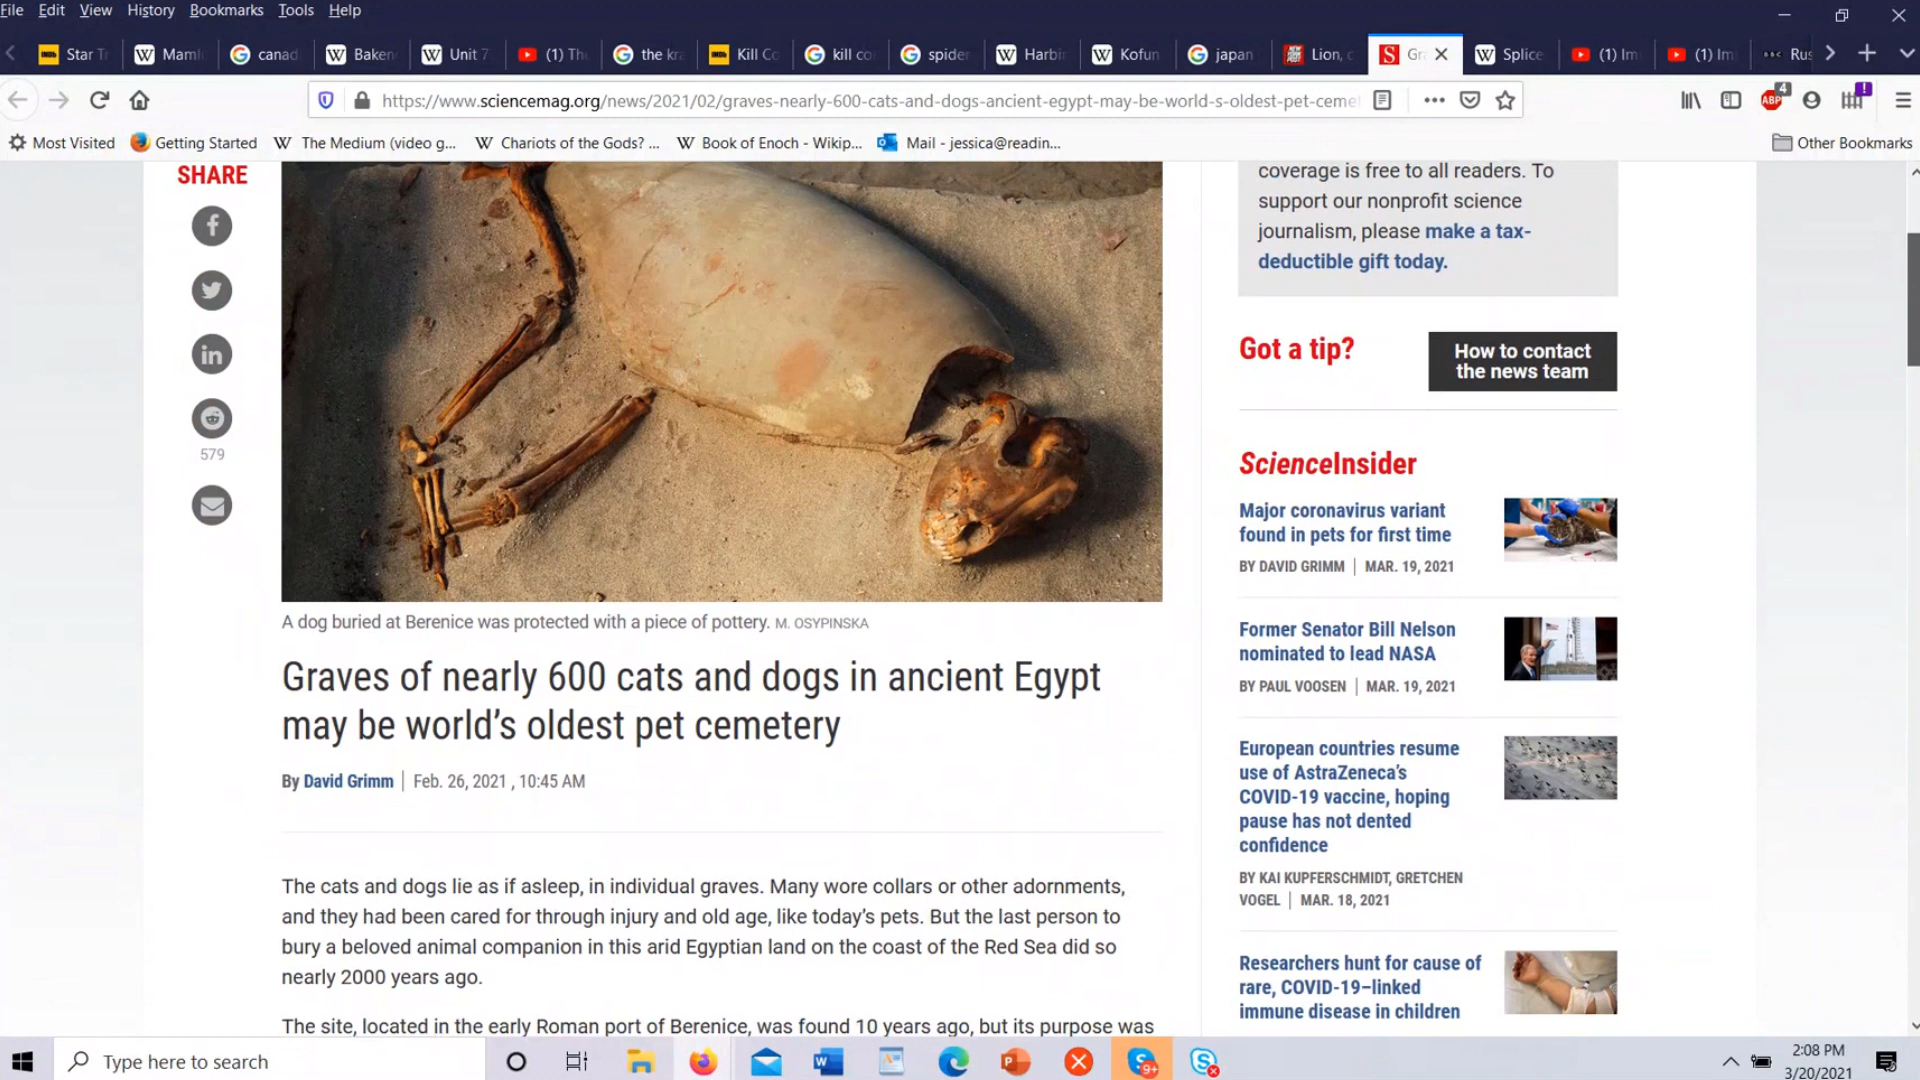 File Edit View History Bookmarks Tools Help
Star Tr Maml canad Baken Unit 7 (1) The the kra Kill Co kill co spider Harbi Kofun japan Lion, c Gr Splice (1) Im (1) Im Rus
https://www.sciencemag.org/news/2021/02/graves-nearly-600-cats-and-dogs-ancient-egypt-may-be-world-s-oldest-pet-ceme
ABP 4
Most Visited Getting Started The Medium (video g... Chariots of the Gods? ... Book of Enoch - Wikip... Mail - jessica@readin... Other Bookmarks
SHARE
579
A dog buried at Berenice was protected with a piece of pottery. M. OSYPINSKA
Graves of nearly 600 cats and dogs in ancient Egypt
may be world's oldest pet cemetery
By David Grimm | Feb. 26, 2021 , 10:45 AM
The cats and dogs lie as if asleep, in individual graves. Many wore collars or other adornments,
and they had been cared for through injury and old age, like today's pets. But the last person to
bury a beloved animal companion in this arid Egyptian land on the coast of the Red Sea did so
nearly 2000 years ago.
The site, located in the early Roman port of Berenice, was found 10 years ago, but its purpose was
coverage is free to all readers. To
support our nonprofit science
journalism, please make a tax-
deductible gift today.
Got a tip?
How to contact
the news team
ScienceInsider
Major coronavirus variant
found in pets for first time
BY DAVID GRIMM | MAR. 19, 2021
Former Senator Bill Nelson
nominated to lead NASA
BY PAUL VOOSEN | MAR. 19, 2021
European countries resume
use of AstraZeneca's
COVID-19 vaccine, hoping
pause has not dented
confidence
BY KAI KUPFERSCHMIDT, GRETCHEN
VOGEL | MAR. 18, 2021
Researchers hunt for cause of
rare, COVID-19–linked
immune disease in children
Type here to search
9+
2:08 PM
3/20/2021